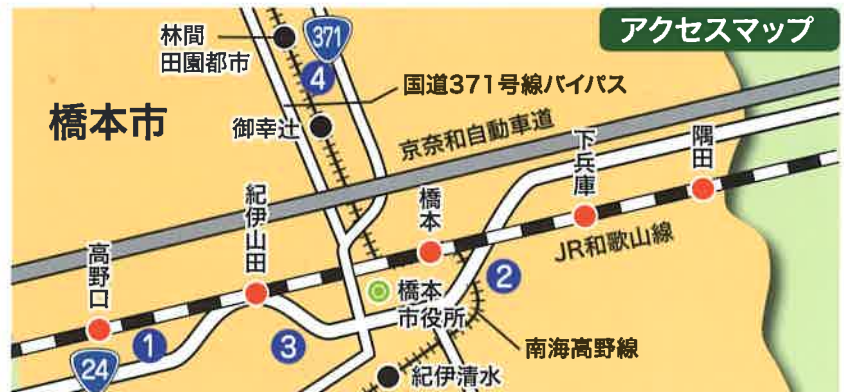 アクセスマップ
林間
田園都市
371
4
国道371号線バイパス
橋本市
御幸辻
京奈和自動車道
下兵庫
隅田
紀伊山田
橋本
高野口
JR和歌山線
2
橋本
市役所
1
3
南海高野線
24
紀伊清水